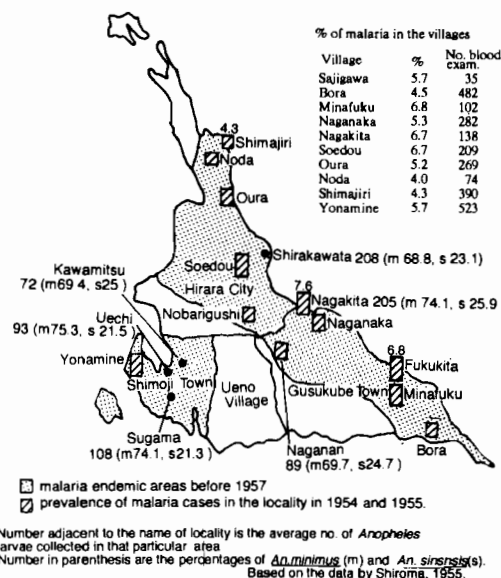 % of malaria in the villages
Village % No. blood exam.
Sajigawa 5.7 35
Bora 4.5 482
Minafuku 6.8 102
Naganaka 5.3 282
Nagakita 6.7 138
Soedou 6.7 209
Oura 5.2 269
Noda 4.0 74
Shimajiri 4.3 390
Yonamine 5.7 523
4.3
Shimajiri
Noda
Oura
Shirakawata 208 (m 68.8, s 23.1)
Soedou
Hirara City
Kawamitsu
72 (m69.4, s25)
7.6
Nagakita 205 (m 74.1, s 25.9
Nobarigushi
Naganaka
Uechi
93 (m75.3, s 21.5)
Yonamine
6.8
Fukukita
Shimoji Town
Ueno
Village
Gusukube Town
Minafuku
Sugama
108 (m74.1, s21.3)
Naganan
89 (m69.7, s24.7)
Bora
malaria endemic areas before 1957
prevalence of malaria cases in the locality in 1954 and 1955.
Number adjacent to the name of locality is the average no. of Anopheles
arvae collected in that particular area
Number in parenthesis are the percentages of An.minimus (m) and An. sinsnsis(s).
Based on the data by Shiroma, 1955.